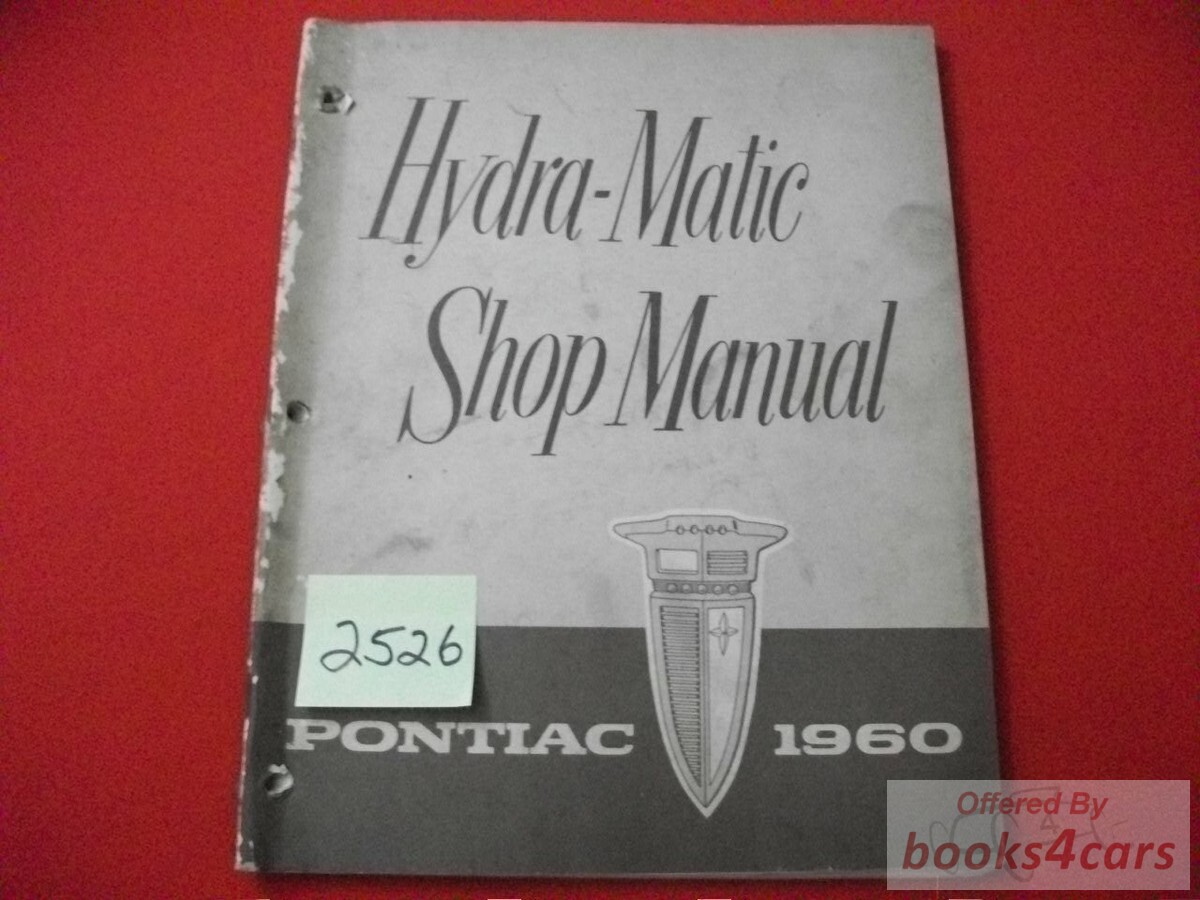 Hydra-Matic
Shop Manual
2526
PONTIAC 1960
Offered By
books4cars